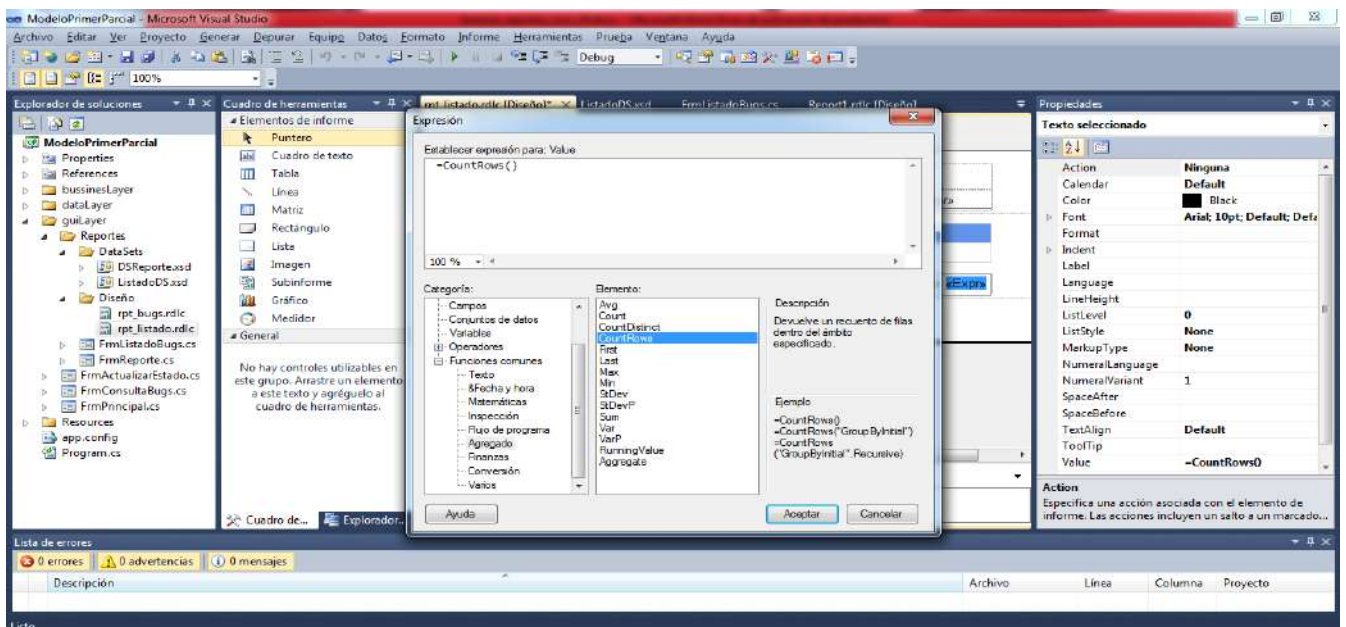 ModeloPrimerParcial - Microsoft Visual Studio
Archivo Editar Ver Proyecto Generar Depurar Equipo Datos Formato Informe Herramientas Prueba Ventana Ayuda
Debug
100%
Explorador de soluciones
ModeloPrimerParcial
Properties
References
bussinesLayer
dataLayer
guiLayer
Reportes
DataSets
DSReporte.xsd
ListadoDS.xsd
Diseño
rpt_bugs.rdlc
rpt_listado.rdlc
FrmListadoBugs.cs
FrmReporte.cs
FrmActualizarEstado.cs
FrmConsultaBugs.cs
FrmPrincipal.cs
Resources
app.config
Program.cs
Cuadro de herramientas
Elementos de informe
Puntero
Cuadro de texto
Tabla
Línea
Matriz
Rectángulo
Lista
Imagen
Subinforme
Gráfico
Medidor
General
No hay controles utilizables en
este grupo. Arrastre un elemento
a este texto y agréguelo al
cuadro de herramientas.
Cuadro de...
Explorador...
rpt_listado.rdlc [Diseño]*
ListadoDS.xsd
FrmListadoBugs.cs
Report1.rdlc [Diseño]
Expresión
Establecer expresión para: Value
=CountRows()
100 %
Categoría:
Campos
Conjuntos de datos
Variables
Operadores
Funciones comunes
Texto
&Fecha y hora
Matemáticas
Inspección
Flujo de programa
Agregado
Finanzas
Conversión
Varios
Elemento:
Avg
Count
CountDistinct
CountRows
First
Last
Max
Min
StDev
StDevP
Sum
Var
VarP
RunningValue
Aggregate
Descripción
Devuelve un recuento de filas
dentro del ámbito
especificado.
Ejemplo
=CountRows()
=CountRows("GroupByInitial")
=CountRows
("GroupByInitial",Recursive)
Ayuda
Aceptar
Cancelar
«Expr»
Propiedades
Texto seleccionado
Action Ninguna
Calendar Default
Color Black
Font Arial; 10pt; Default; Defa
Format
Indent
Label
Language
LineHeight
ListLevel 0
ListStyle None
MarkupType None
NumeralLanguage
NumeralVariant 1
SpaceAfter
SpaceBefore
TextAlign Default
ToolTip
Value =CountRows()
Action
Especifica una acción asociada con el elemento de
informe. Las acciones incluyen un salto a un marcado...
Lista de errores
0 errores 0 advertencias 0 mensajes
Descripción Archivo Línea Columna Proyecto
Listo